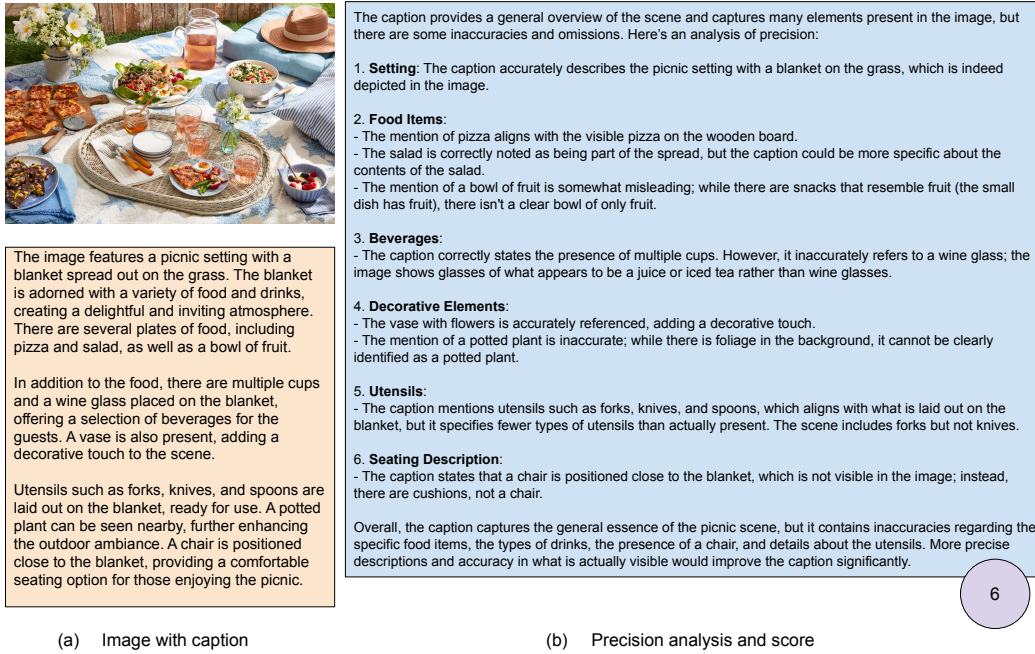 The image features a picnic setting with a
blanket spread out on the grass. The blanket
is adorned with a variety of food and drinks,
creating a delightful and inviting atmosphere.
There are several plates of food, including
pizza and salad, as well as a bowl of fruit.
In addition to the food, there are multiple cups
and a wine glass placed on the blanket,
offering a selection of beverages for the
guests. A vase is also present, adding a
decorative touch to the scene.
Utensils such as forks, knives, and spoons are
laid out on the blanket, ready for use. A potted
plant can be seen nearby, further enhancing
the outdoor ambiance. A chair is positioned
close to the blanket, providing a comfortable
seating option for those enjoying the picnic.
(a) Image with caption
The caption provides a general overview of the scene and captures many elements present in the image, but
there are some inaccuracies and omissions. Here's an analysis of precision:
1. Setting: The caption accurately describes the picnic setting with a blanket on the grass, which is indeed
depicted in the image.
2. Food Items:
- The mention of pizza aligns with the visible pizza on the wooden board.
- The salad is correctly noted as being part of the spread, but the caption could be more specific about the
contents of the salad.
- The mention of a bowl of fruit is somewhat misleading; while there are snacks that resemble fruit (the small
dish has fruit), there isn't a clear bowl of only fruit.
3. Beverages:
- The caption correctly states the presence of multiple cups. However, it inaccurately refers to a wine glass; the
image shows glasses of what appears to be a juice or iced tea rather than wine glasses.
4. Decorative Elements:
- The vase with flowers is accurately referenced, adding a decorative touch.
- The mention of a potted plant is inaccurate; while there is foliage in the background, it cannot be clearly
identified as a potted plant.
5. Utensils:
- The caption mentions utensils such as forks, knives, and spoons, which aligns with what is laid out on the
blanket, but it specifies fewer types of utensils than actually present. The scene includes forks but not knives.
6. Seating Description:
- The caption states that a chair is positioned close to the blanket, which is not visible in the image; instead,
there are cushions, not a chair.
Overall, the caption captures the general essence of the picnic scene, but it contains inaccuracies regarding the
specific food items, the types of drinks, the presence of a chair, and details about the utensils. More precise
descriptions and accuracy in what is actually visible would improve the caption significantly.
6
(b) Precision analysis and score